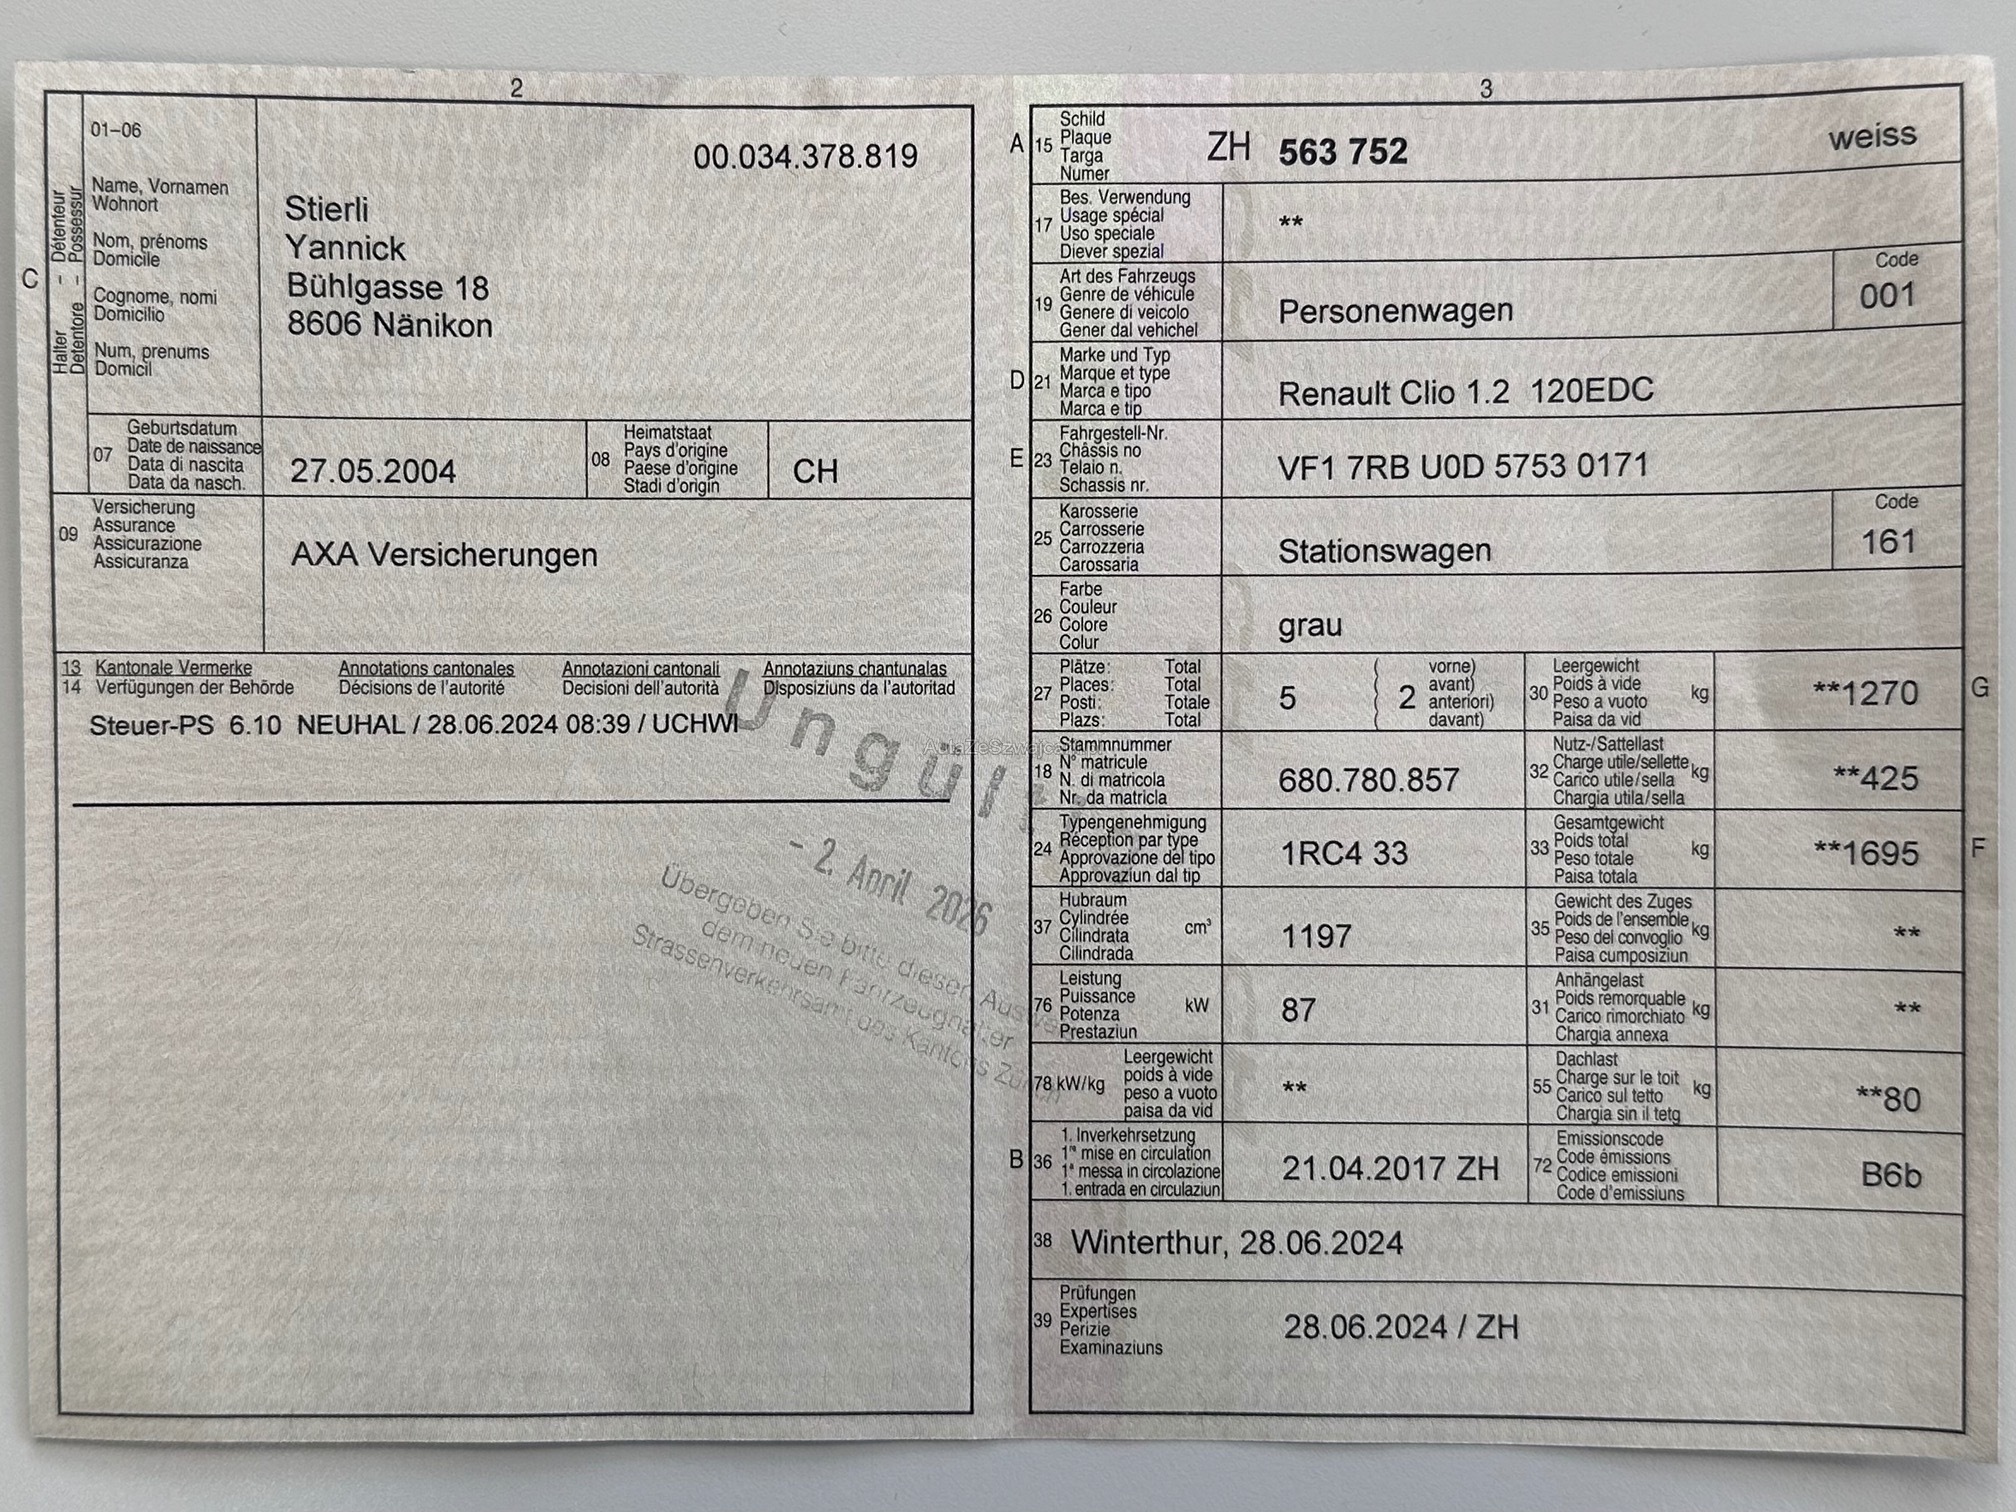 2
01–06
00.034.378.819
C
Halter – Détenteur
Detentore – Possessur
Name, Vornamen
Wohnort
Nom, prénoms
Domicile
Cognome, nomi
Domicilio
Num, prenums
Domicil
Stierli
Yannick
Bühlgasse 18
8606 Nänikon
07
Geburtsdatum
Date de naissance
Data di nascita
Data da nasch.
27.05.2004
08
Heimatstaat
Pays d'origine
Paese d'origine
Stadi d'origin
CH
09
Versicherung
Assurance
Assicurazione
Assicuranza
AXA Versicherungen
13 Kantonale Vermerke Annotations cantonales Annotazioni cantonali Annotaziuns chantunalas
14 Verfügungen der Behörde Décisions de l'autorité Decisioni dell'autorità Disposiziuns da l'autoritad
Steuer-PS 6.10 NEUHAL / 28.06.2024 08:39 / UCHWI
- 2. April 2026
Übergeben Sie bitte diesen
dem neuen Fahrzeughalter
Strassenverkehrsamt des Kantons Zürich
3
A 15
Schild
Plaque
Targa
Numer
ZH 563 752 weiss
17
Bes. Verwendung
Usage spécial
Uso speciale
Diever spezial
**
19
Art des Fahrzeugs
Genre de véhicule
Genere di veicolo
Gener dal vehichel
Personenwagen
Code
001
D 21
Marke und Typ
Marque et type
Marca e tipo
Marca e tip
Renault Clio 1.2 120EDC
E 23
Fahrgestell-Nr.
Châssis no
Telaio n.
Schassis nr.
VF1 7RB U0D 5753 0171
25
Karosserie
Carrosserie
Carrozzeria
Carossaria
Stationswagen
Code
161
26
Farbe
Couleur
Colore
Colur
grau
27
Plätze: Total
Places: Total
Posti: Totale
Plazs: Total
5
( 2
vorne)
avant)
anteriori)
davant)
30
Leergewicht
Poids à vide
Peso a vuoto
Paisa da vid
kg
**1270
G
18
Stammnummer
N° matricule
N. di matricola
Nr. da matricla
680.780.857
32
Nutz-/Sattellast
Charge utile/sellette
Carico utile/sella
Chargia utila/sella
kg
**425
24
Typengenehmigung
Réception par type
Approvazione del tipo
Approvaziun dal tip
1RC4 33
33
Gesamtgewicht
Poids total
Peso totale
Paisa totala
kg
**1695
F
37
Hubraum
Cylindrée
Cilindrata
Cilindrada
cm³
1197
35
Gewicht des Zuges
Poids de l'ensemble
Peso del convoglio
Paisa cumposiziun
kg
**
76
Leistung
Puissance
Potenza
Prestaziun
kW
87
31
Anhängelast
Poids remorquable
Carico rimorchiato
Chargia annexa
kg
**
78 kW/kg
Leergewicht
poids à vide
peso a vuoto
paisa da vid
**
55
Dachlast
Charge sur le toit
Carico sul tetto
Chargia sin il tetg
kg
**80
B 36
1. Inverkehrsetzung
1re mise en circulation
1a messa in circolazione
1. entrada en circulaziun
21.04.2017 ZH
72
Emissionscode
Code émissions
Codice emissioni
Code d'emissiuns
B6b
38 Winterthur, 28.06.2024
39
Prüfungen
Expertises
Perizie
Examinaziuns
28.06.2024 / ZH